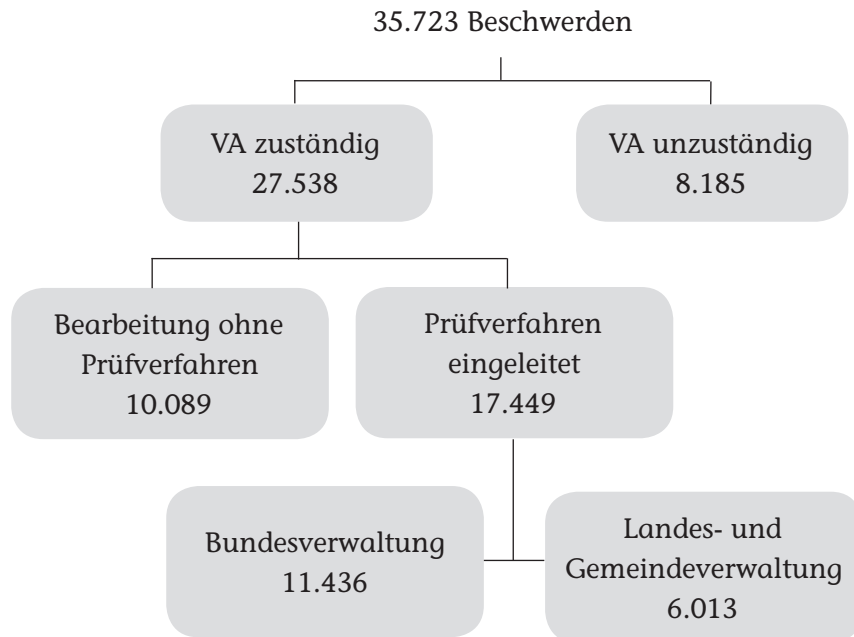 35.723 Beschwerden
VA zuständig
27.538
VA unzuständig
8.185
Bearbeitung ohne
Prüfverfahren
10.089
Prüfverfahren
eingeleitet
17.449
Bundesverwaltung
11.436
Landes- und
Gemeindeverwaltung
6.013